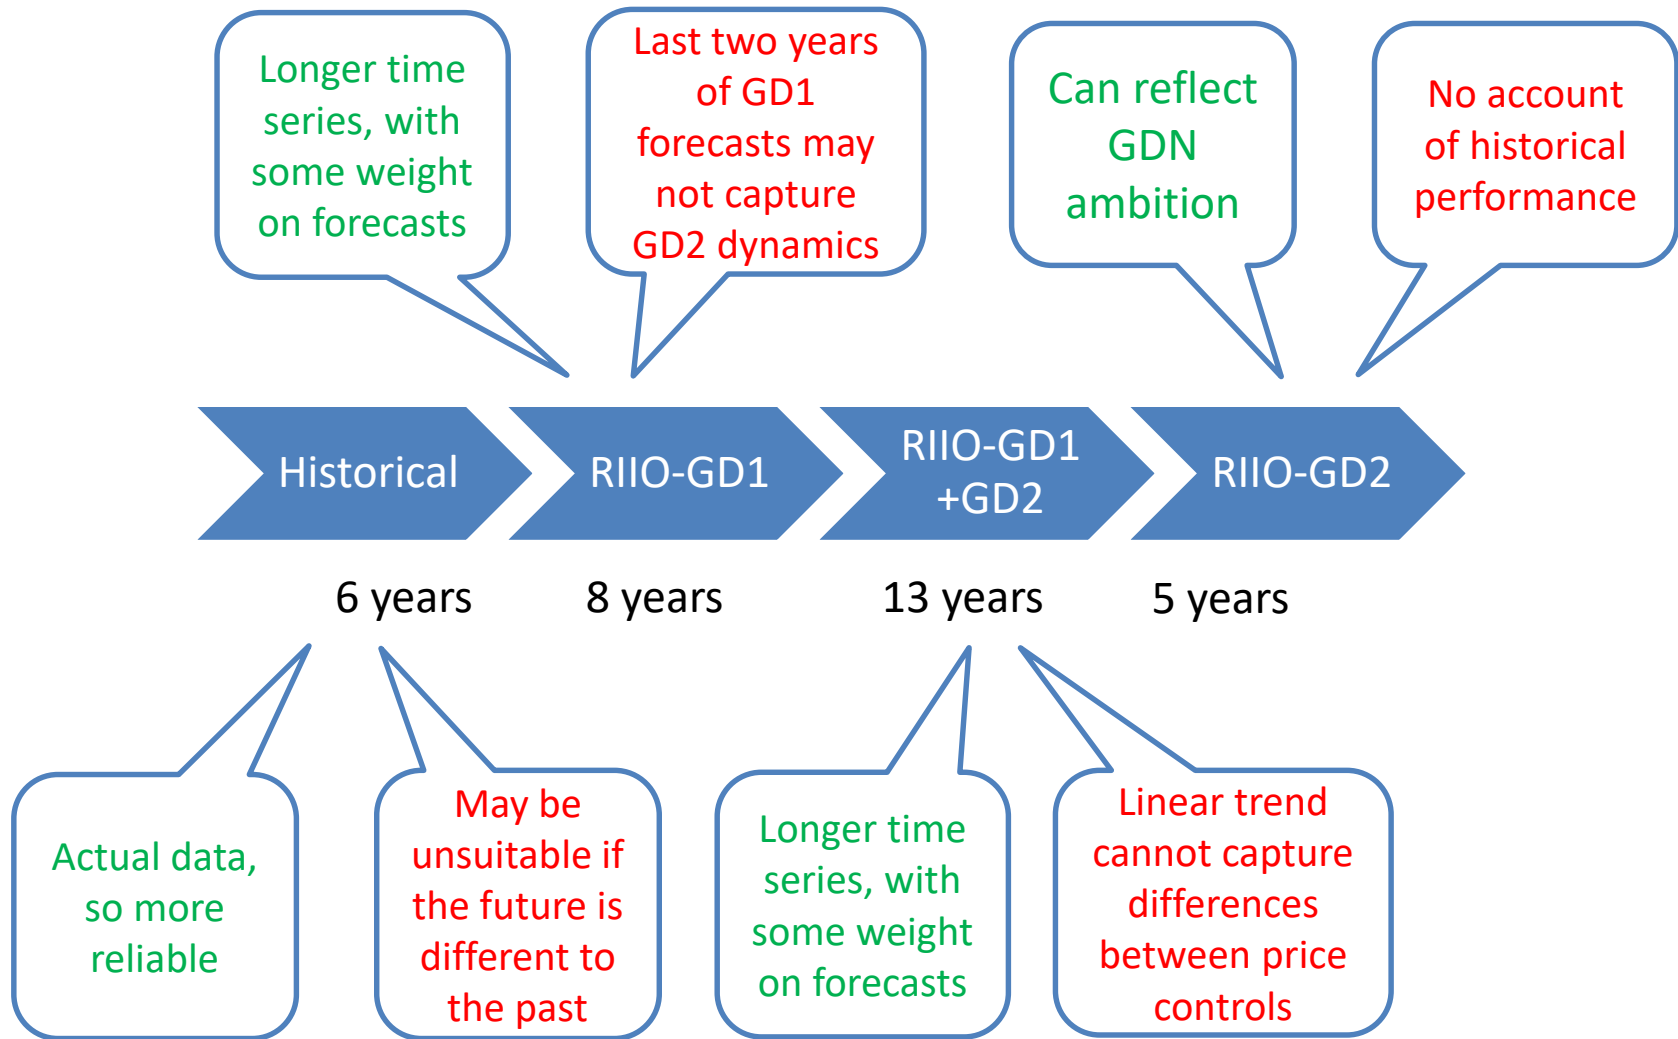 Longer time
series, with
some weight
on forecasts
Last two years
of GD1
forecasts may
not capture
GD2 dynamics
Can reflect
GDN
ambition
No account
of historical
performance
Historical
RIIO-GD1
RIIO-GD1
+GD2
RIIO-GD2
6 years
8 years
13 years
5 years
Actual data,
so more
reliable
May be
unsuitable if
the future is
different to
the past
Longer time
series, with
some weight
on forecasts
Linear trend
cannot capture
differences
between price
controls